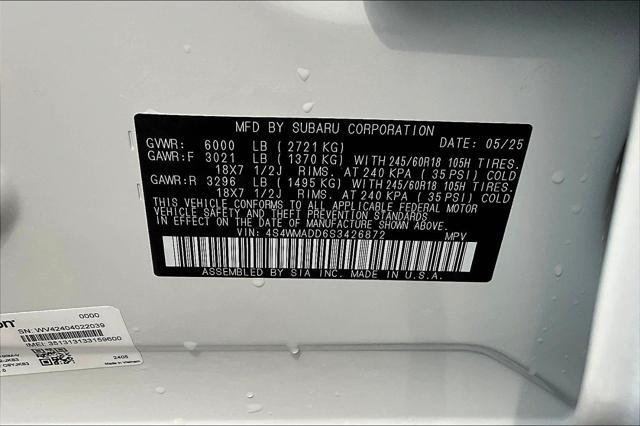 MFD BY SUBARU CORPORATION
GVWR: 6000 LB ( 2721 KG) DATE: 05/25
GAWR:F 3021 LB ( 1370 KG) WITH 245/60R18 105H TIRES.
18X7 1/2J RIMS. AT 240 KPA ( 35 PSI) COLD
GAWR:R 3296 LB ( 1495 KG) WITH 245/60R18 105H TIRES.
18X7 1/2J RIMS. AT 240 KPA ( 35 PSI) COLD
THIS VEHICLE CONFORMS TO ALL APPLICABLE FEDERAL MOTOR
VEHICLE SAFETY AND THEFT PREVENTION STANDARDS
IN EFFECT ON THE DATE OF MANUFACTURE SHOWN ABOVE.
VIN: 4S4WMADD6S3426872 MPV
ASSEMBLED BY SIA INC. MADE IN U.S.A.
0000
SN: WV42404022039
IMEI: 351313133159600
2405
Made in Vietnam